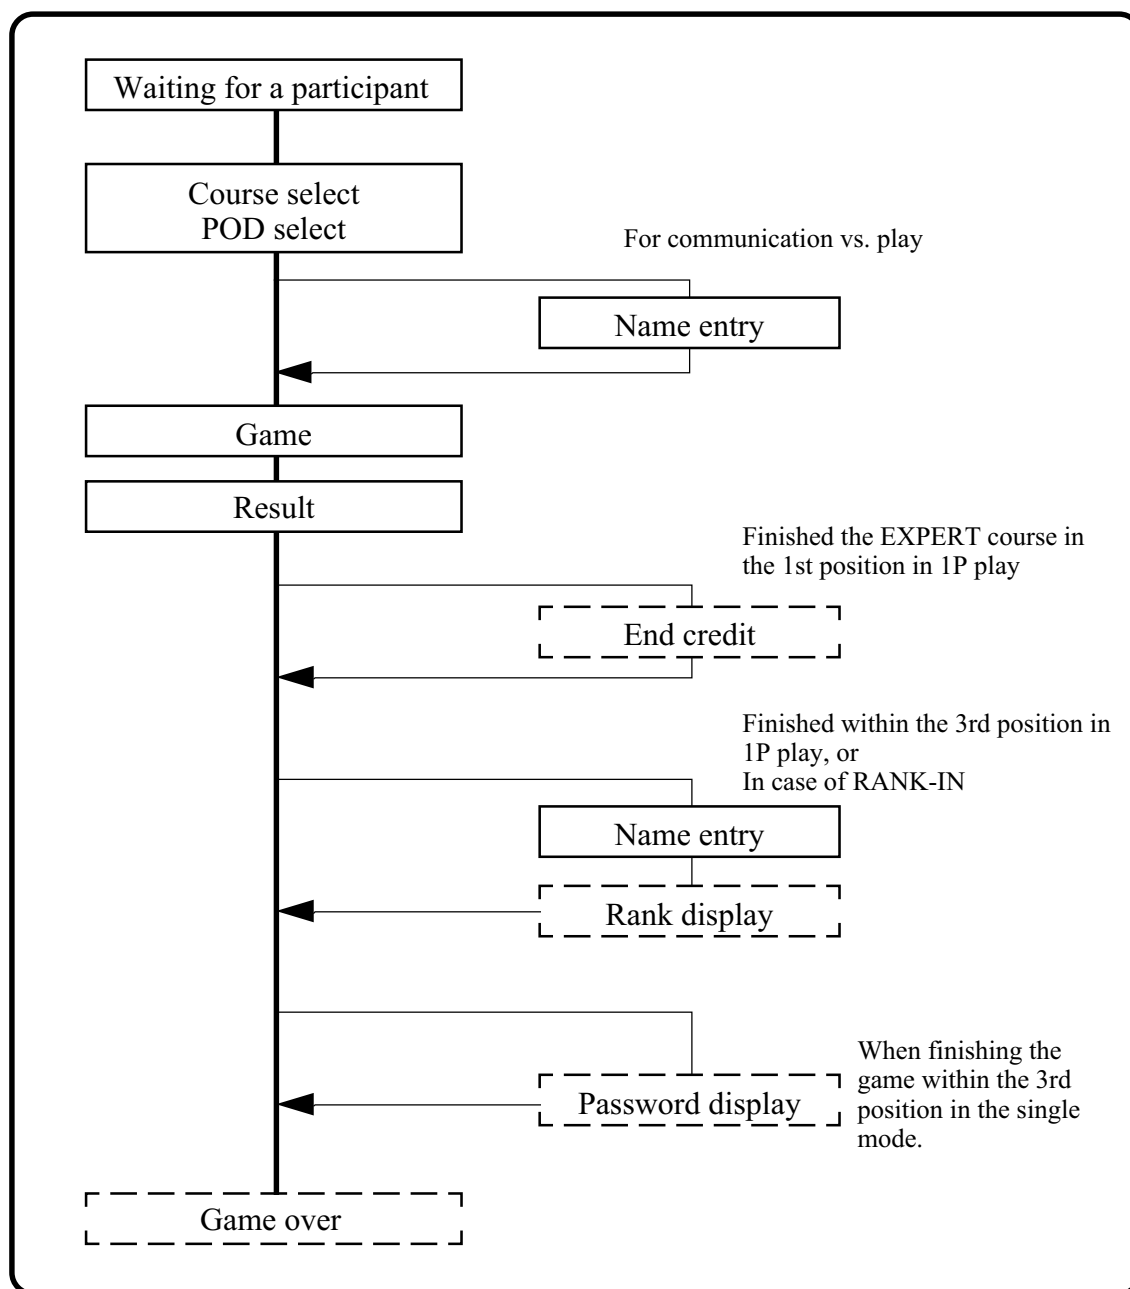 Waiting for a participant
Course select
POD select
For communication vs. play
Name entry
Game
Result
Finished the EXPERT course in
the 1st position in 1P play
End credit
Finished within the 3rd position in
1P play, or
In case of RANK-IN
Name entry
Rank display
When finishing the
game within the 3rd
position in the single
mode.
Password display
Game over